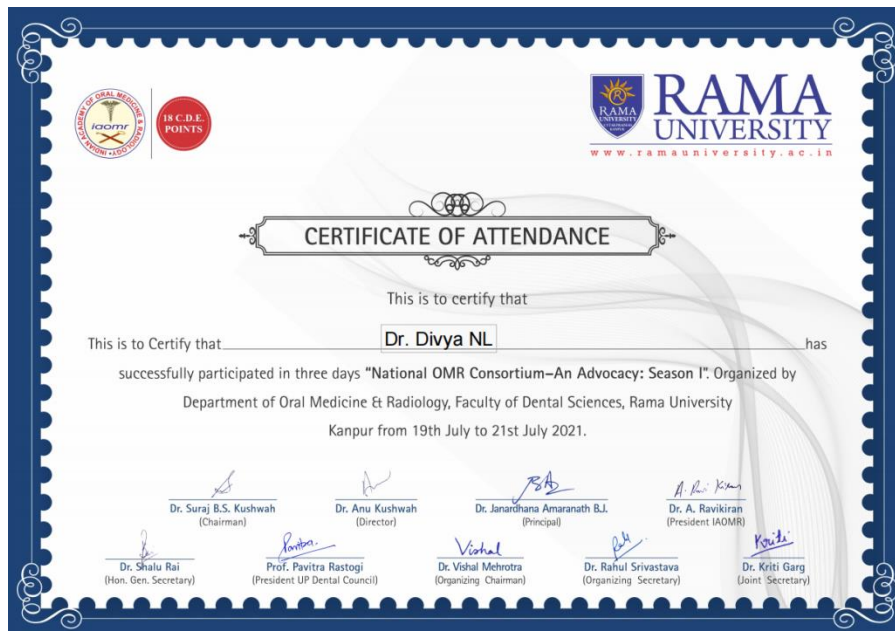 INDIAN ACADEMY OF ORAL MEDICINE & RADIOLOGY
iaomr
18 C.D.E.
POINTS
RAMA
UNIVERSITY
KANPUR
RAMA
UNIVERSITY
www.ramauniversity.ac.in
CERTIFICATE OF ATTENDANCE
This is to certify that
This is to Certify that Dr. Divya NL has
successfully participated in three days "National OMR Consortium–An Advocacy: Season I". Organized by
Department of Oral Medicine & Radiology, Faculty of Dental Sciences, Rama University
Kanpur from 19th July to 21st July 2021.
A. Ravi Kiran
Dr. Suraj B.S. Kushwah Dr. Anu Kushwah Dr. Janardhana Amaranath B.J. Dr. A. Ravikiran
(Chairman) (Director) (Principal) (President IAOMR)
Pavitra. Vishal Kriti
Dr. Shalu Rai Prof. Pavitra Rastogi Dr. Vishal Mehrotra Dr. Rahul Srivastava Dr. Kriti Garg
(Hon. Gen. Secretary) (President UP Dental Council) (Organizing Chairman) (Organizing Secretary) (Joint Secretary)